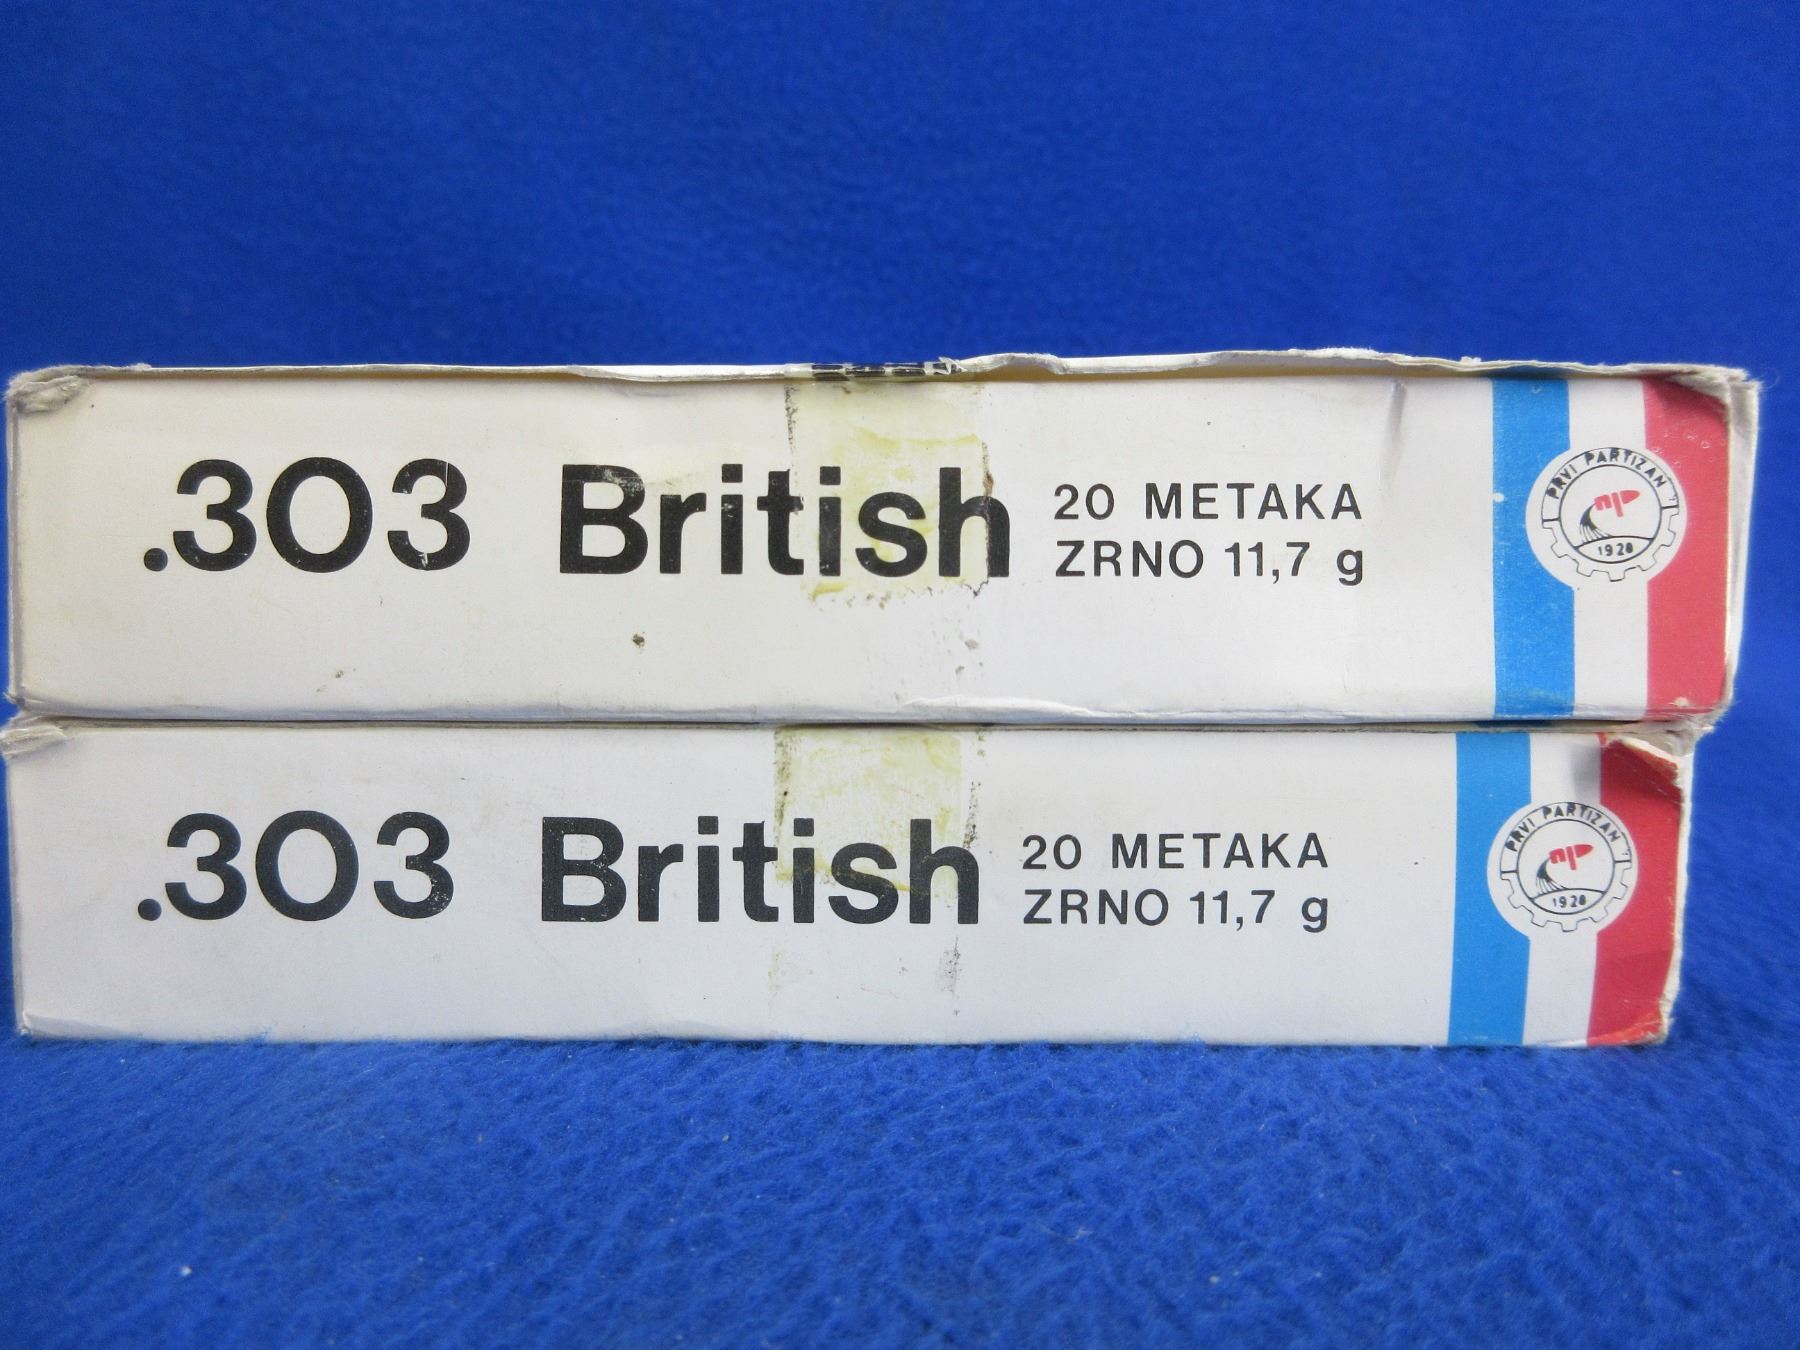 .303 British
20 METAKA
ZRNO 11,7 g
PRVI PARTIZAN
1928
.303 British
20 METAKA
ZRNO 11,7 g
PRVI PARTIZAN
1928